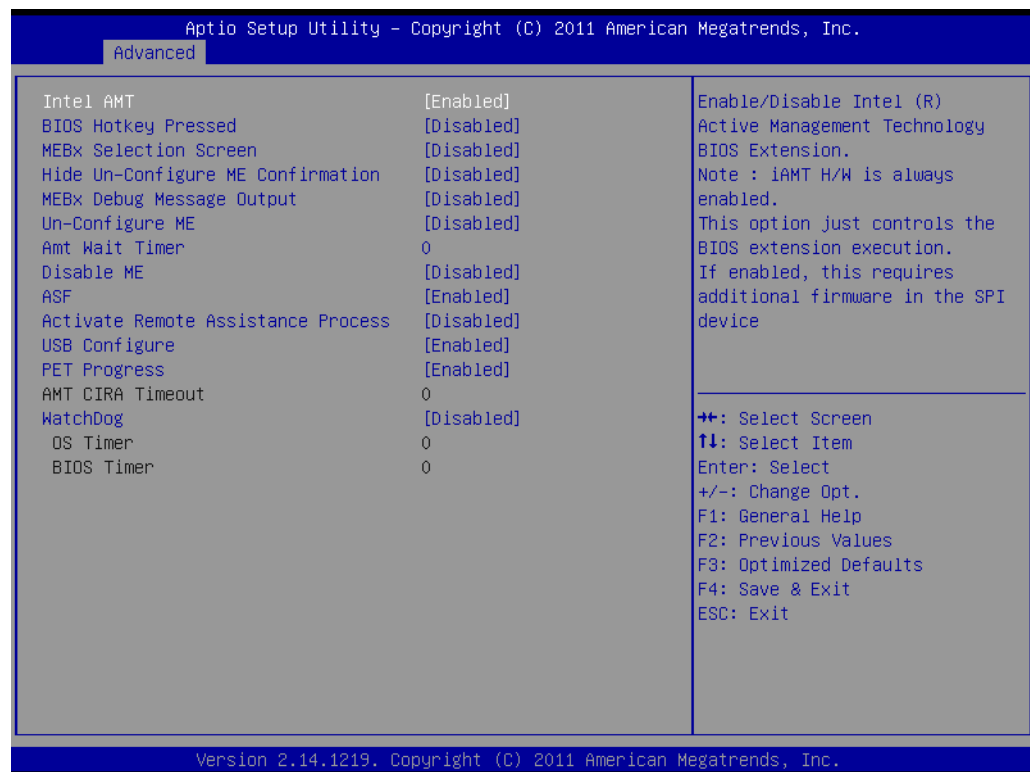 Aptio Setup Utility – Copyright (C) 2011 American Megatrends, Inc.
Advanced
Intel AMT [Enabled]
BIOS Hotkey Pressed [Disabled]
MEBx Selection Screen [Disabled]
Hide Un-Configure ME Confirmation [Disabled]
MEBx Debug Message Output [Disabled]
Un-Configure ME [Disabled]
Amt Wait Timer 0
Disable ME [Disabled]
ASF [Enabled]
Activate Remote Assistance Process [Disabled]
USB Configure [Enabled]
PET Progress [Enabled]
AMT CIRA Timeout 0
WatchDog [Disabled]
OS Timer 0
BIOS Timer 0
Enable/Disable Intel (R)
Active Management Technology
BIOS Extension.
Note : iAMT H/W is always
enabled.
This option just controls the
BIOS extension execution.
If enabled, this requires
additional firmware in the SPI
device
→←: Select Screen
↑↓: Select Item
Enter: Select
+/-: Change Opt.
F1: General Help
F2: Previous Values
F3: Optimized Defaults
F4: Save & Exit
ESC: Exit
Version 2.14.1219. Copyright (C) 2011 American Megatrends, Inc.